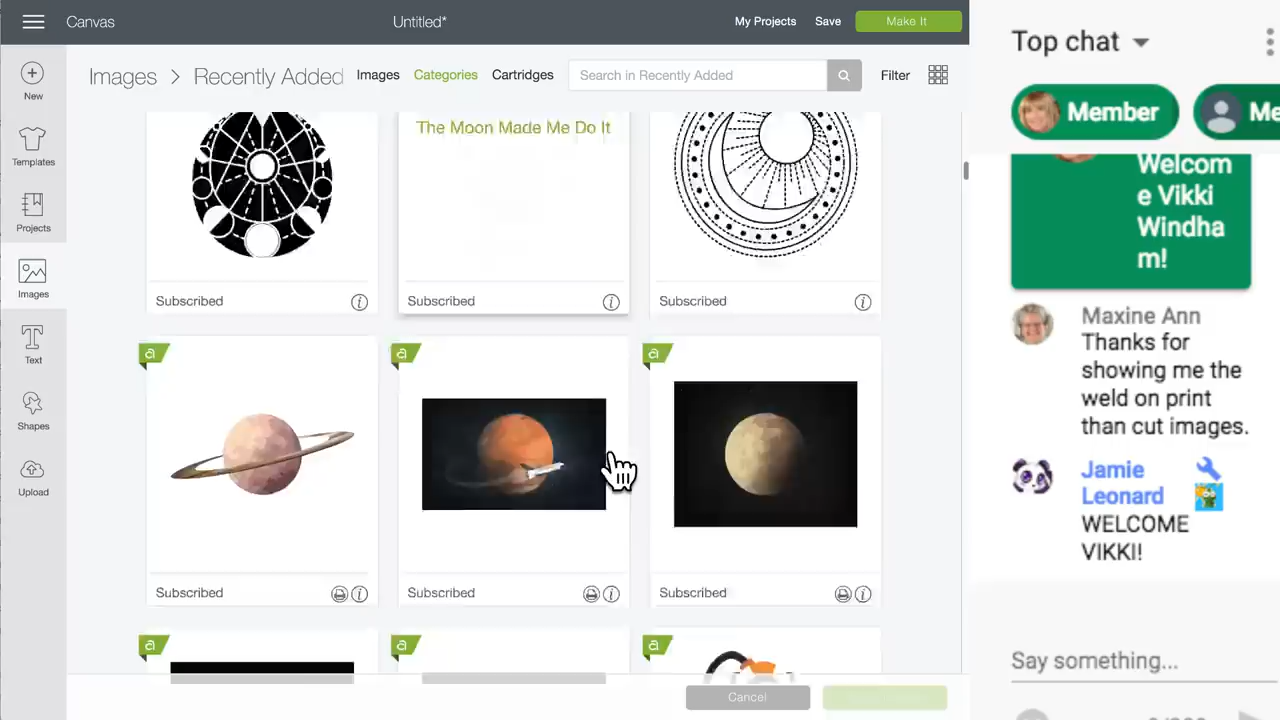 Canvas
Untitled*
My Projects
Save
Make It
New
Templates
Projects
Images
Text
Shapes
Upload
Images > Recently Added
Images
Categories
Cartridges
Search in Recently Added
Filter
The Moon Made Me Do It
Subscribed
Subscribed
Subscribed
a
a
a
Subscribed
Subscribed
Subscribed
a
a
a
Cancel
Top chat
Member
Me
Welcom
e Vikki
Windha
m!
Maxine Ann
Thanks for
showing me the
weld on print
than cut images.
Jamie
Leonard
WELCOME
VIKKI!
Say something...